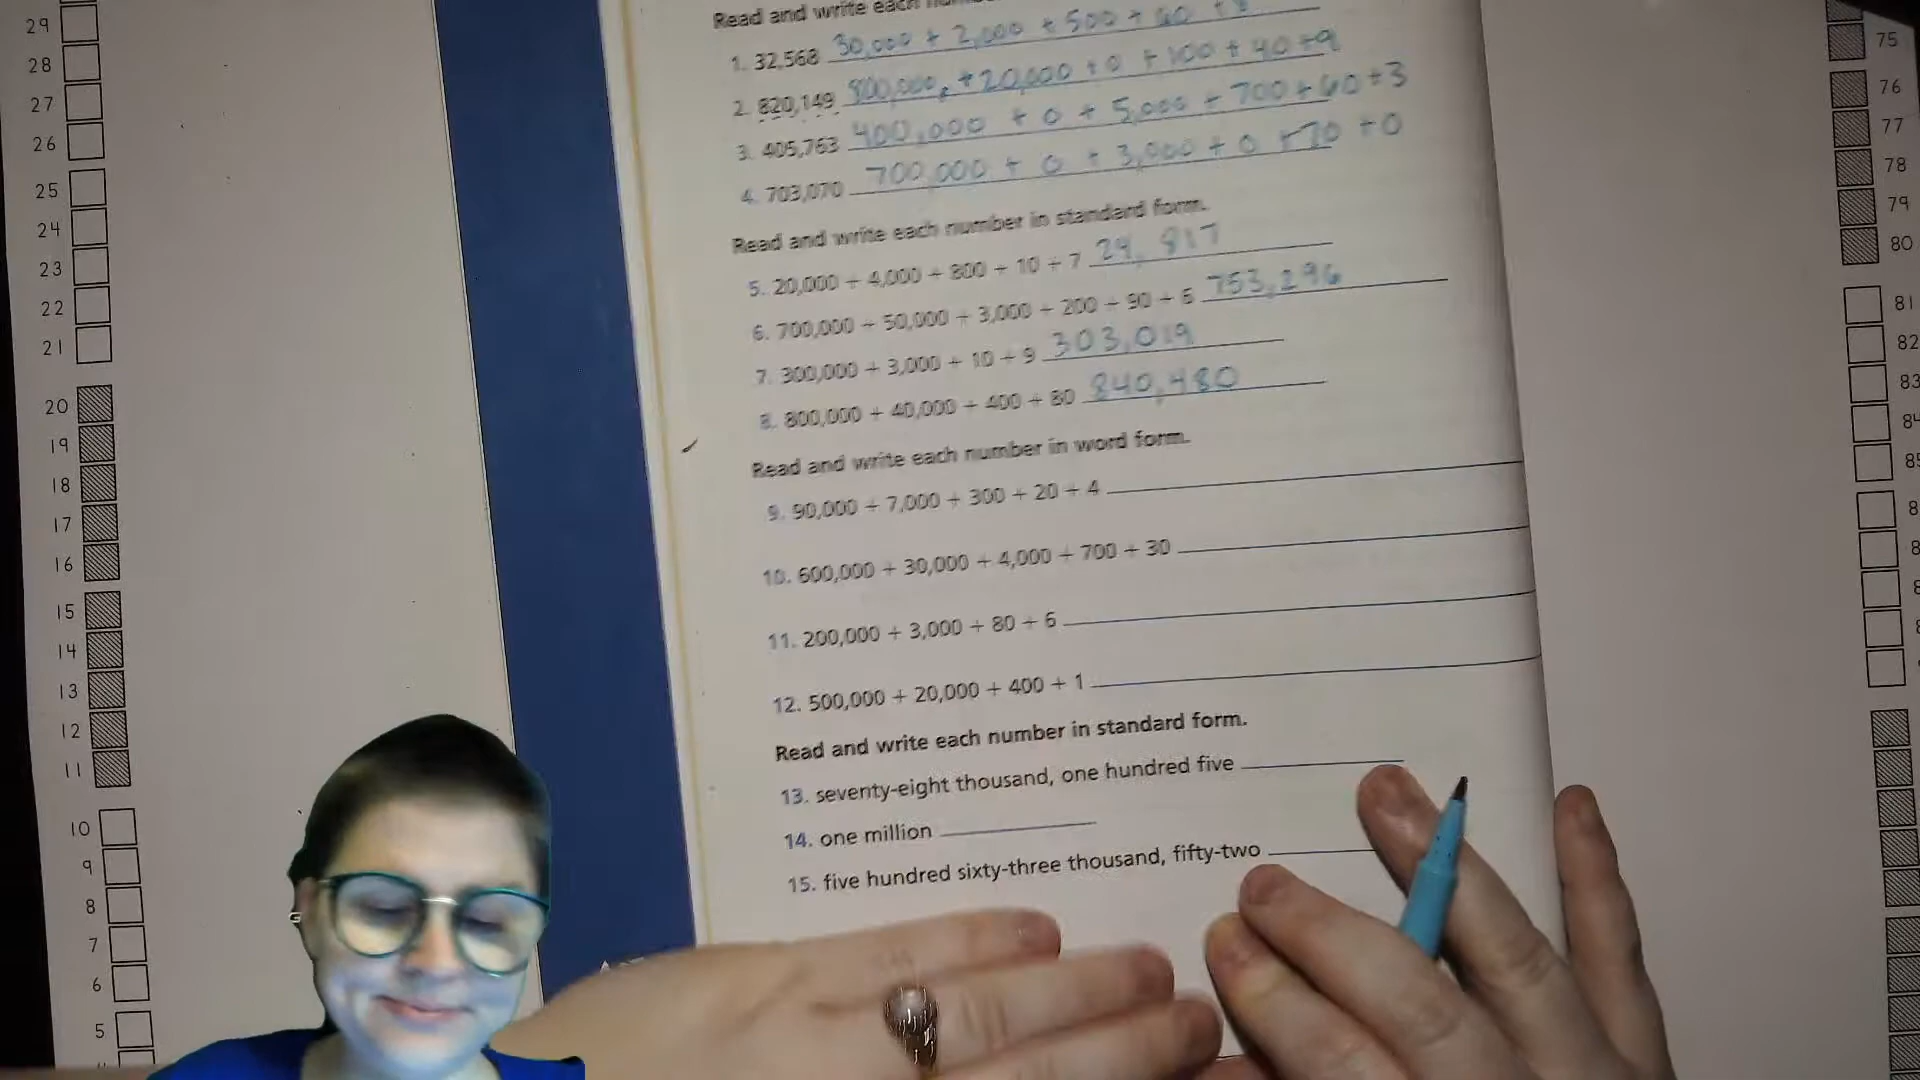 Read and write each
1. 32,568 30,000 + 2,000 + 500 + 60 + 8
2. 820,149 800,000, + 20,000 + 0 + 100 + 40 + 9
3. 405,763 400,000 + 0 + 5,000 + 700 + 60 + 3
4. 703,070 700,000 + 0 + 3,000 + 0 + 70 + 0
Read and write each number in standard form.
5. 20,000 + 4,000 + 800 + 10 + 7 24,817
6. 700,000 + 50,000 + 3,000 + 200 + 90 + 6 753,296
7. 300,000 + 3,000 + 10 + 9 303,019
8. 800,000 + 40,000 + 400 + 80 840,480
Read and write each number in word form.
9. 90,000 + 7,000 + 300 + 20 + 4
10. 600,000 + 30,000 + 4,000 + 700 + 30
11. 200,000 + 3,000 + 80 + 6
12. 500,000 + 20,000 + 400 + 1
Read and write each number in standard form.
13. seventy-eight thousand, one hundred five
14. one million
15. five hundred sixty-three thousand, fifty-two
29
28
27
26
25
24
23
22
21
20
19
18
17
16
15
14
13
12
11
10
9
8
7
6
5
75
76
77
78
79
80
81
82
83